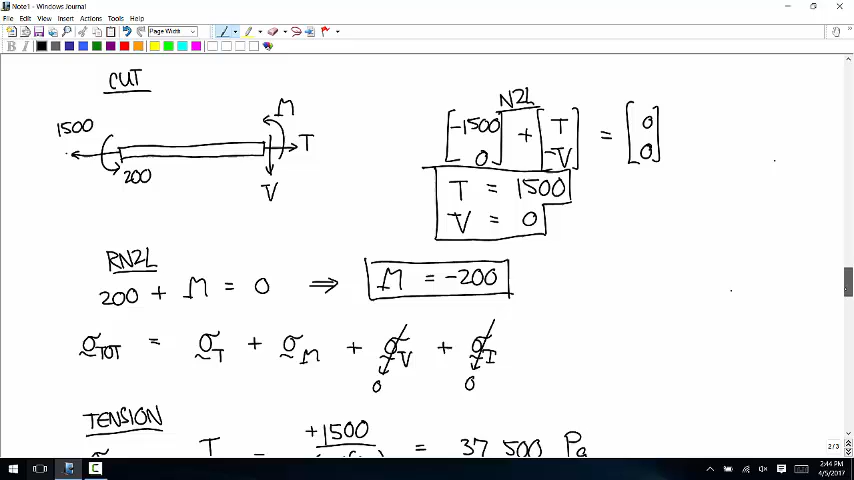 Note1 - Windows Journal
File Edit View Insert Actions Tools Help
Page Width
B I
CUT
1500
200
M
T
V
N2L
[-1500 0] + [T -V] = [0 0]
T = 1500
V = 0
RN2L
200 + M = 0 ⇒ M = -200
σTOT = σT + σM + σV + σI
0 0
TENSION
T = +1500 = 37 500 Pa
2/3
2:44 PM
4/5/2017